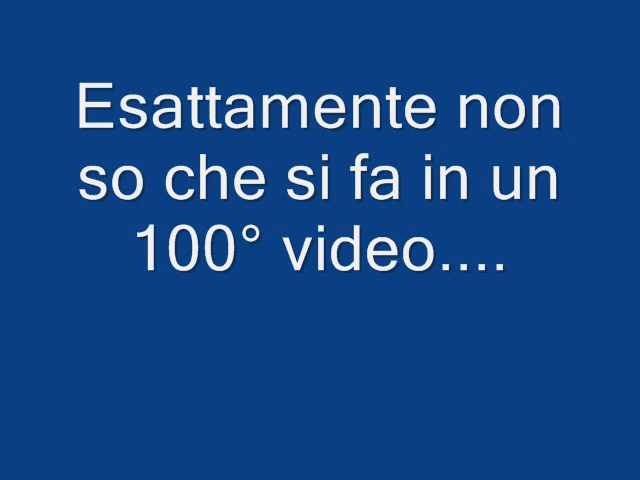 Esattamente non
so che si fa in un
100° video....